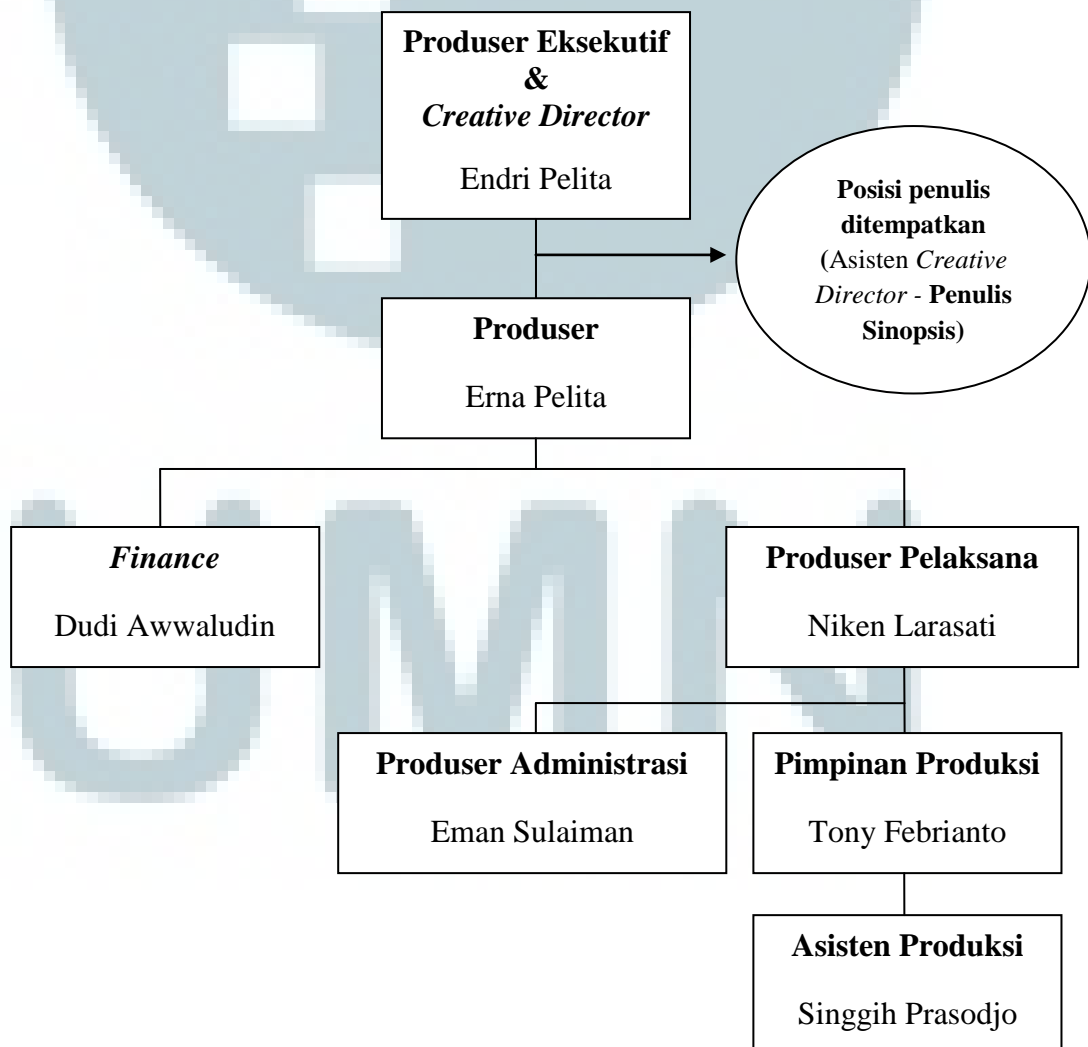 Produser Eksekutif
&
Creative Director
Endri Pelita
Posisi penulis
ditempatkan
(Asisten Creative
Director - Penulis
Sinopsis)
Produser
Erna Pelita
Finance
Dudi Awwaludin
Produser Pelaksana
Niken Larasati
Produser Administrasi
Eman Sulaiman
Pimpinan Produksi
Tony Febrianto
Asisten Produksi
Singgih Prasodjo
UMN